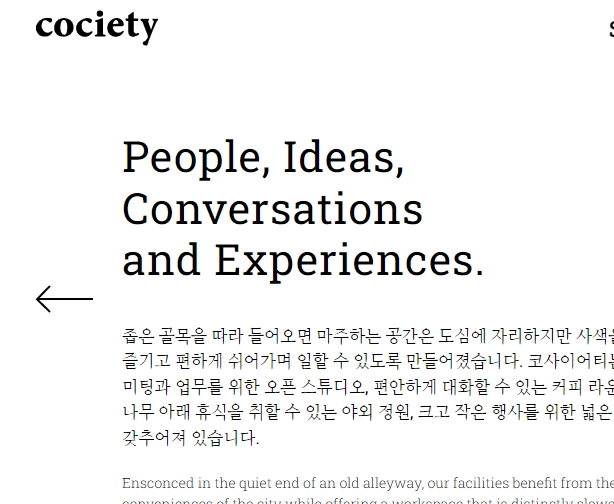 cociety
People, Ideas,
Conversations
and Experiences.
좁은 골목을 따라 들어오면 마주하는 공간은 도심에 자리하지만 사색을
즐기고 편하게 쉬어가며 일할 수 있도록 만들어졌습니다. 코사이어티는
미팅과 업무를 위한 오픈 스튜디오, 편안하게 대화할 수 있는 커피 라운
나무 아래 휴식을 취할 수 있는 야외 정원, 크고 작은 행사를 위한 넓은
갖추어져 있습니다.
Ensconced in the quiet end of an old alleyway, our facilities benefit from the
conveniences of the city while offering a workspace that is distinctly